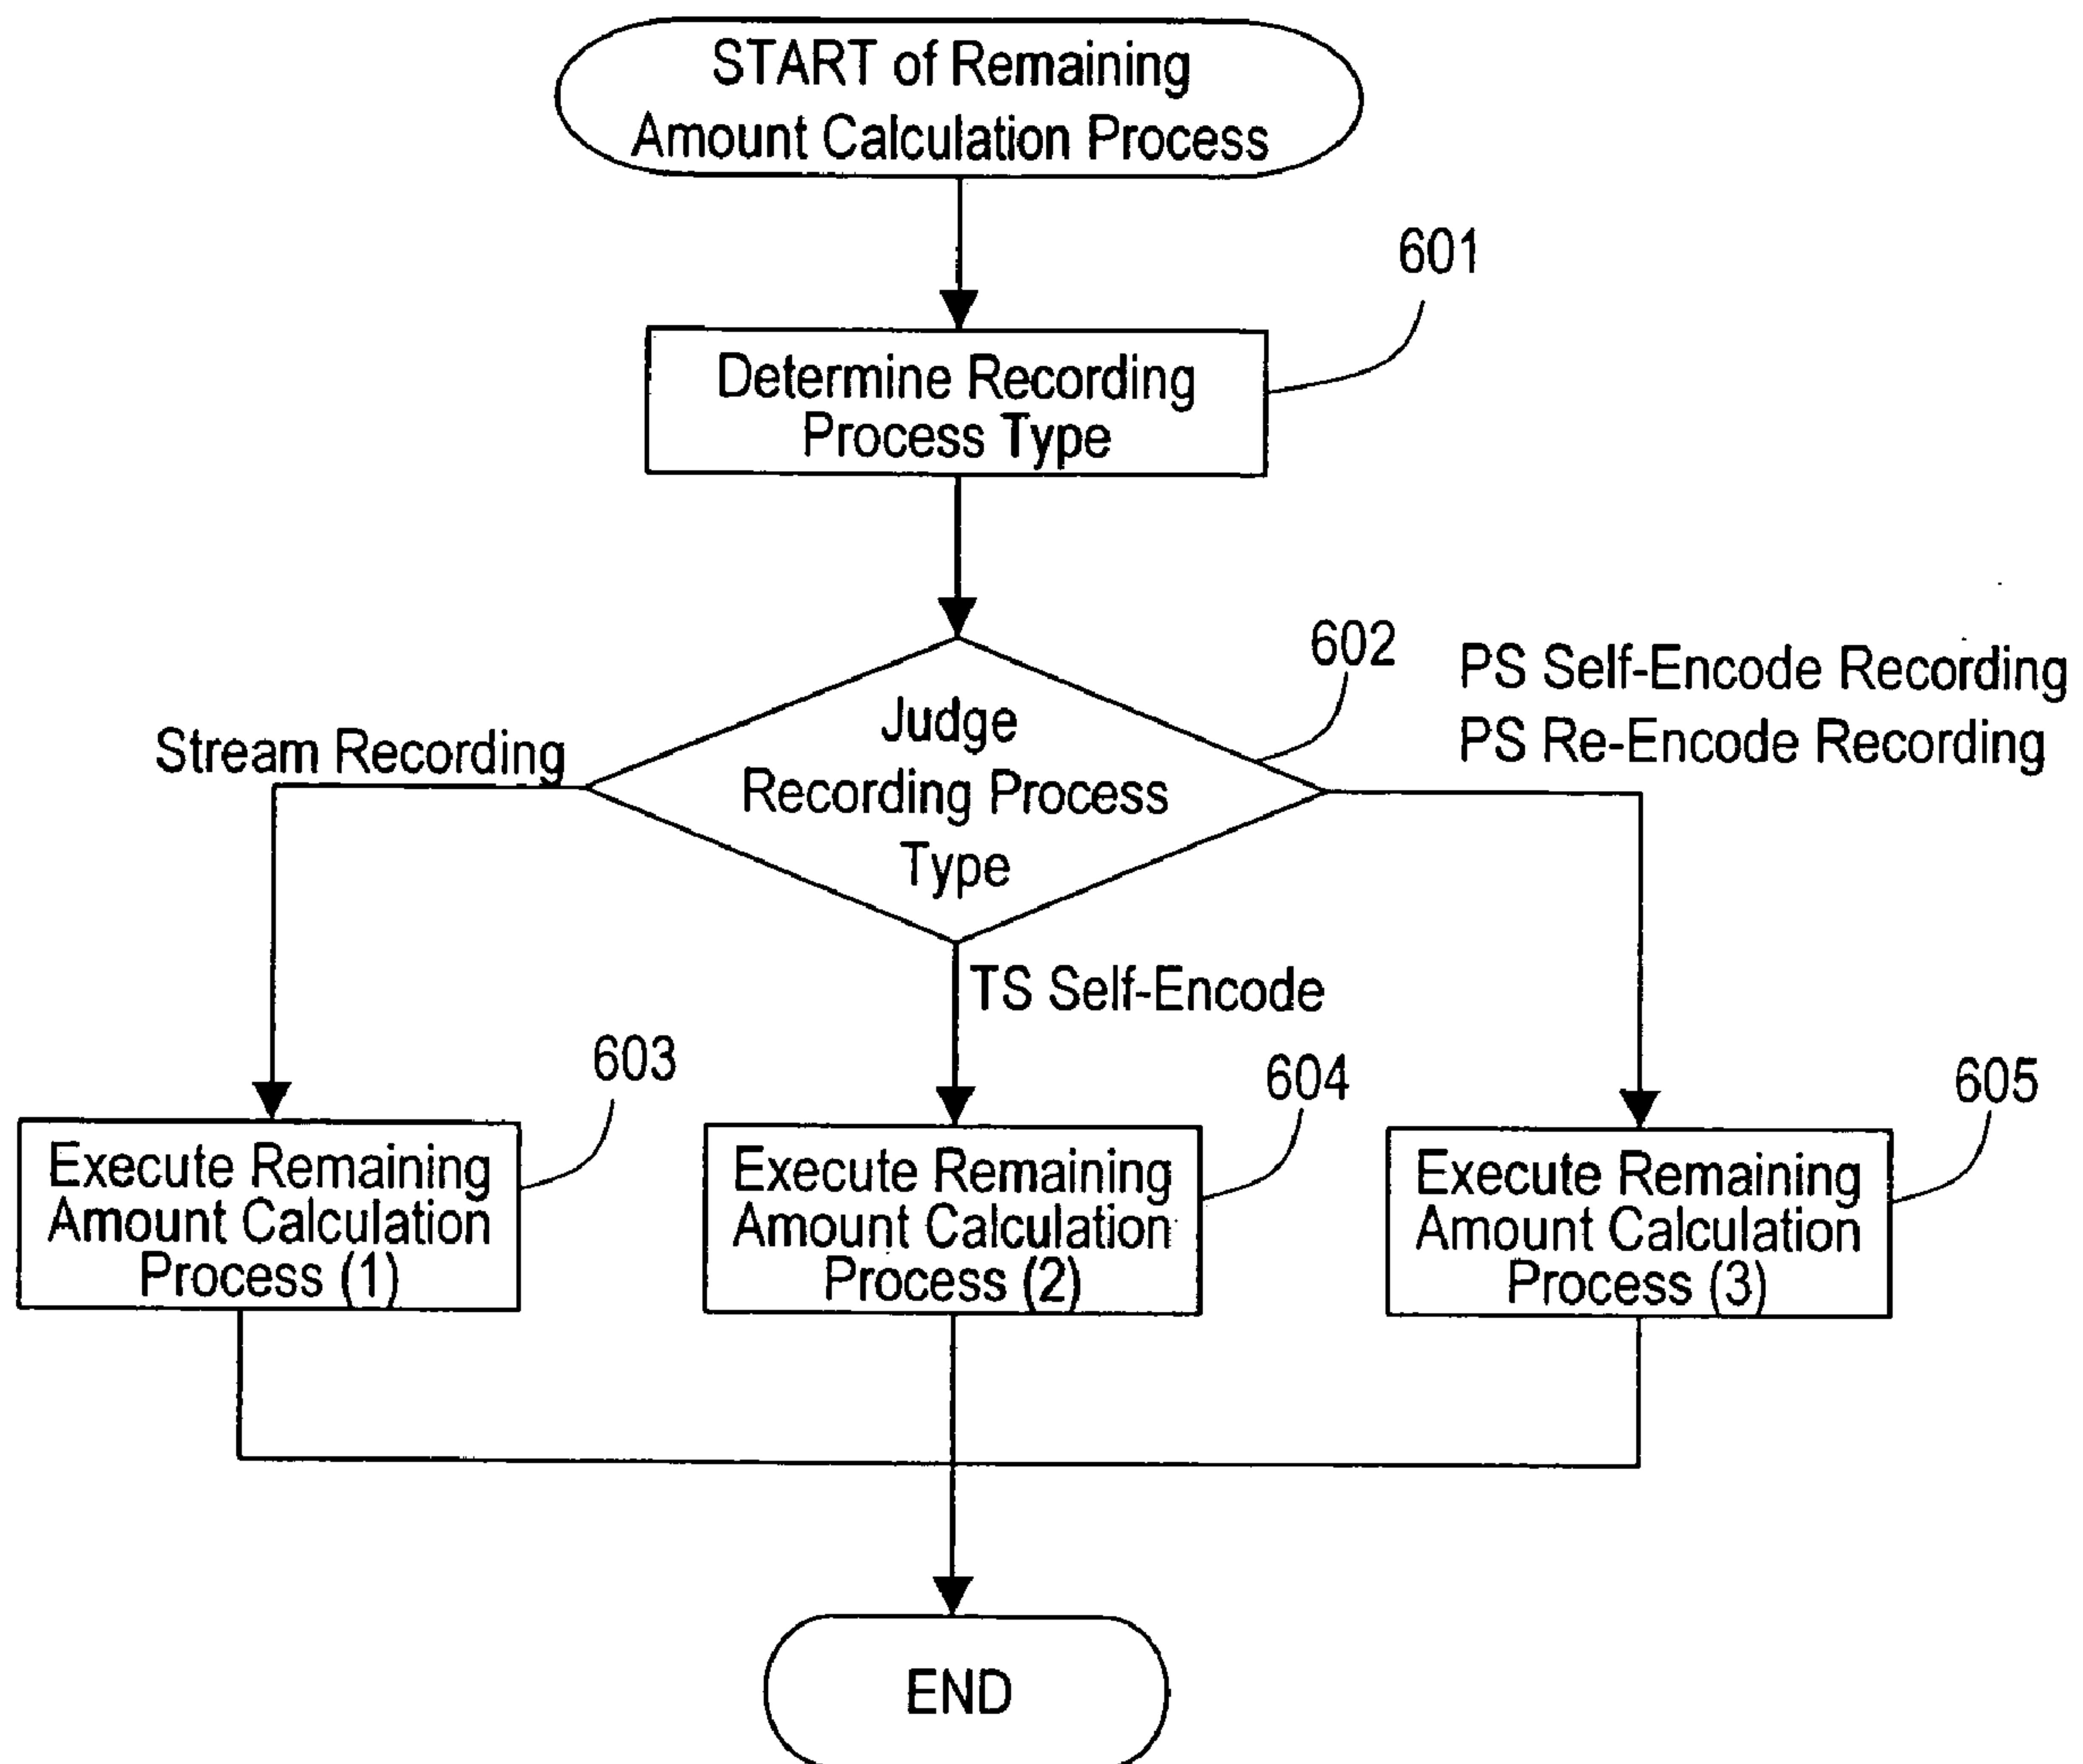 START of Remaining
Amount Calculation Process
601
Determine Recording
Process Type
602
PS Self-Encode Recording
PS Re-Encode Recording
Stream Recording
Judge
Recording Process
Type
TS Self-Encode
603
604
605
Execute Remaining
Amount Calculation
Process (1)
Execute Remaining
Amount Calculation
Process (2)
Execute Remaining
Amount Calculation
Process (3)
END